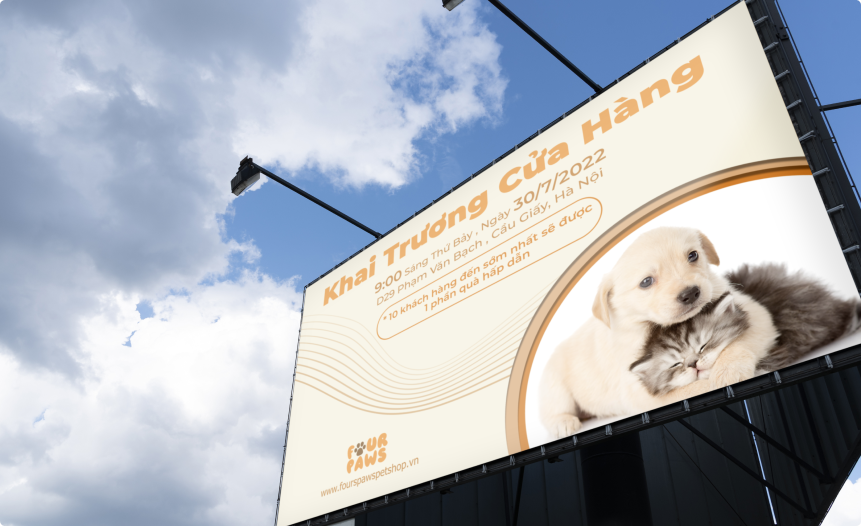 Khai Trương Cửa Hàng
9:00 Sáng Thứ Bảy , Ngày 30/7/2022
D29 Phạm Văn Bạch , Cầu Giấy, Hà Nội
*10 khách hàng đến sớm nhất sẽ được
1 phần quà hấp dẫn
FOUR
PAWS
www.fourspawspetshop.vn